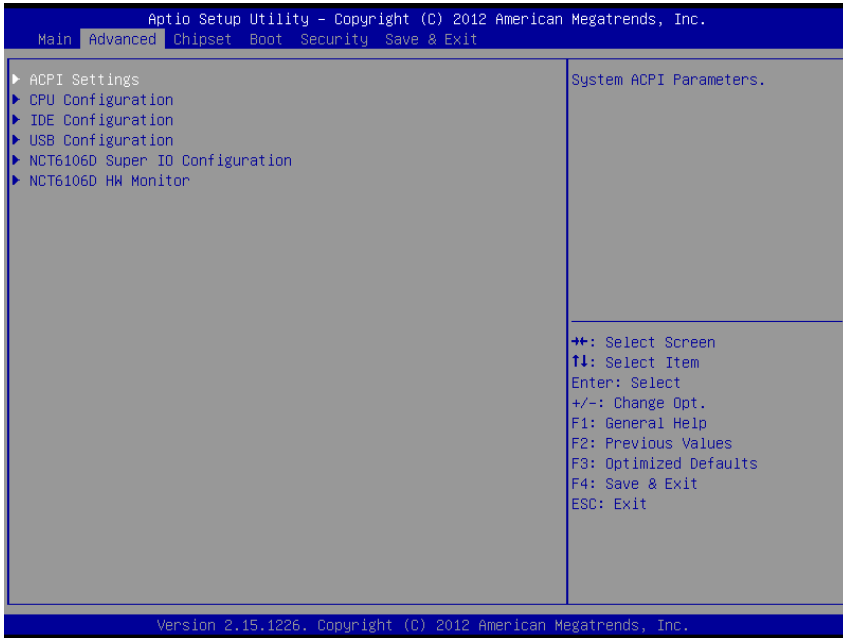 Aptio Setup Utility – Copyright (C) 2012 American Megatrends, Inc.
Main Advanced Chipset Boot Security Save & Exit
▶ ACPI Settings
▶ CPU Configuration
▶ IDE Configuration
▶ USB Configuration
▶ NCT6106D Super IO Configuration
▶ NCT6106D HW Monitor
System ACPI Parameters.
→←: Select Screen
↑↓: Select Item
Enter: Select
+/-: Change Opt.
F1: General Help
F2: Previous Values
F3: Optimized Defaults
F4: Save & Exit
ESC: Exit
Version 2.15.1226. Copyright (C) 2012 American Megatrends, Inc.